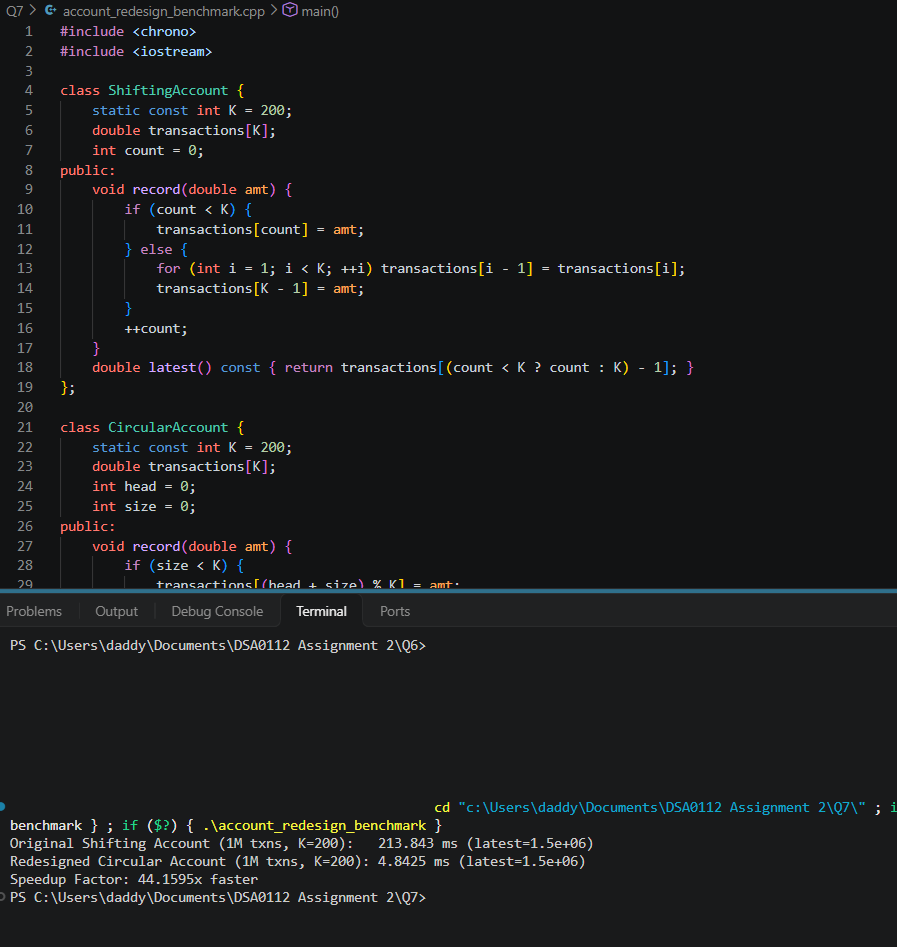 Q7 > account_redesign_benchmark.cpp > main()
1 #include <chrono>
2 #include <iostream>
3
4 class ShiftingAccount {
5     static const int K = 200;
6     double transactions[K];
7     int count = 0;
8 public:
9     void record(double amt) {
10         if (count < K) {
11             transactions[count] = amt;
12         } else {
13             for (int i = 1; i < K; ++i) transactions[i - 1] = transactions[i];
14             transactions[K - 1] = amt;
15         }
16         ++count;
17     }
18     double latest() const { return transactions[(count < K ? count : K) - 1]; }
19 };
20
21 class CircularAccount {
22     static const int K = 200;
23     double transactions[K];
24     int head = 0;
25     int size = 0;
26 public:
27     void record(double amt) {
28         if (size < K) {
29             transactions[(head + size) % K] = amt;
Problems Output Debug Console Terminal Ports
PS C:\Users\daddy\Documents\DSA0112 Assignment 2\Q6>
cd "c:\Users\daddy\Documents\DSA0112 Assignment 2\Q7\" ; i
benchmark } ; if ($?) { .\account_redesign_benchmark }
Original Shifting Account (1M txns, K=200):   213.843 ms (latest=1.5e+06)
Redesigned Circular Account (1M txns, K=200): 4.8425 ms (latest=1.5e+06)
Speedup Factor: 44.1595x faster
PS C:\Users\daddy\Documents\DSA0112 Assignment 2\Q7>